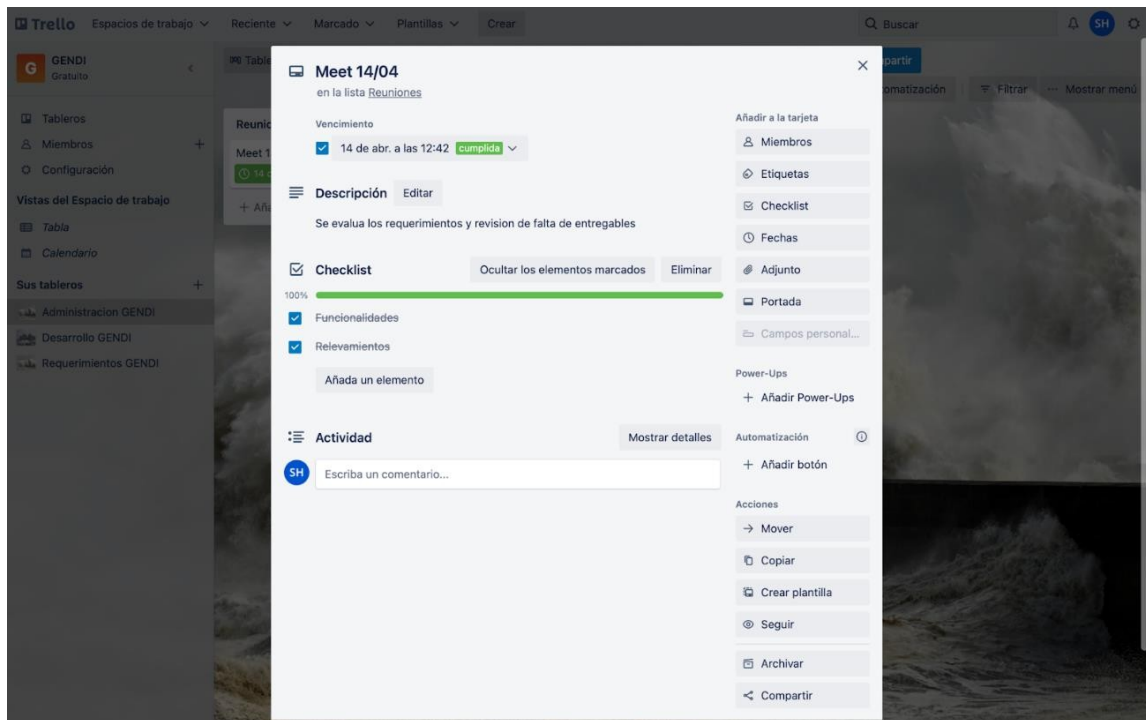 Trello Espacios de trabajo Reciente Marcado Plantillas Crear Buscar SH
G GENDI
Gratuito
Tableros
Miembros
Configuración
Vistas del Espacio de trabajo
Tabla
Calendario
Sus tableros
Administracion GENDI
Desarrollo GENDI
Requerimientos GENDI
Filtrar Mostrar menú
Meet 14/04
en la lista Reuniones
Vencimiento
14 de abr. a las 12:42 cumplida
Descripción Editar
Se evalua los requerimientos y revision de falta de entregables
Checklist Ocultar los elementos marcados Eliminar
100%
Funcionalidades
Relevamientos
Añada un elemento
Actividad Mostrar detalles
SH Escriba un comentario...
Añadir a la tarjeta
Miembros
Etiquetas
Checklist
Fechas
Adjunto
Portada
Campos personal...
Power-Ups
+ Añadir Power-Ups
Automatización
+ Añadir botón
Acciones
Mover
Copiar
Crear plantilla
Seguir
Archivar
Compartir